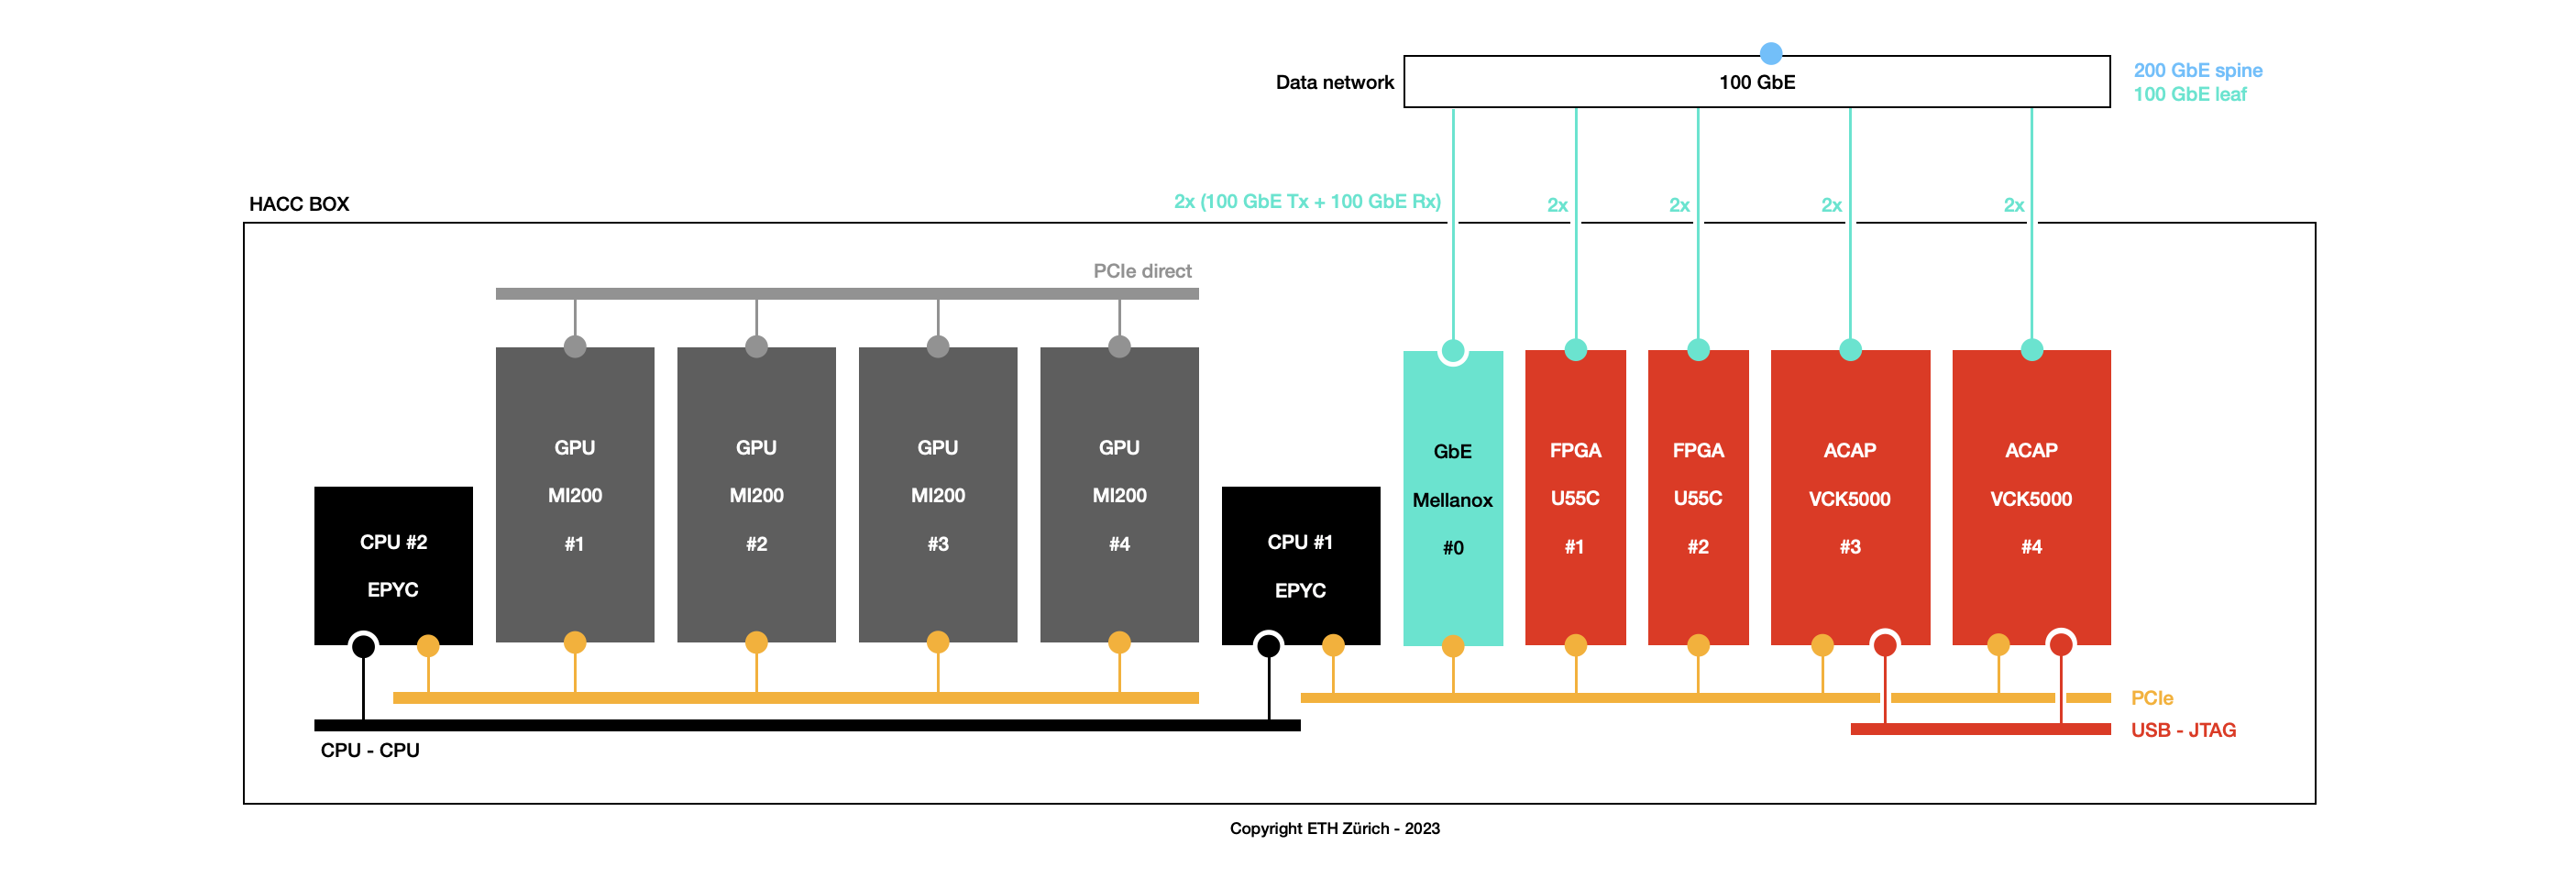 Data network
100 GbE
200 GbE spine
100 GbE leaf
HACC BOX
2x (100 GbE Tx + 100 GbE Rx)
2x
2x
2x
2x
PCIe direct
CPU #2
EPYC
GPU
MI200
#1
GPU
MI200
#2
GPU
MI200
#3
GPU
MI200
#4
CPU #1
EPYC
GbE
Mellanox
#0
FPGA
U55C
#1
FPGA
U55C
#2
ACAP
VCK5000
#3
ACAP
VCK5000
#4
PCIe
USB - JTAG
CPU - CPU
Copyright ETH Zürich - 2023